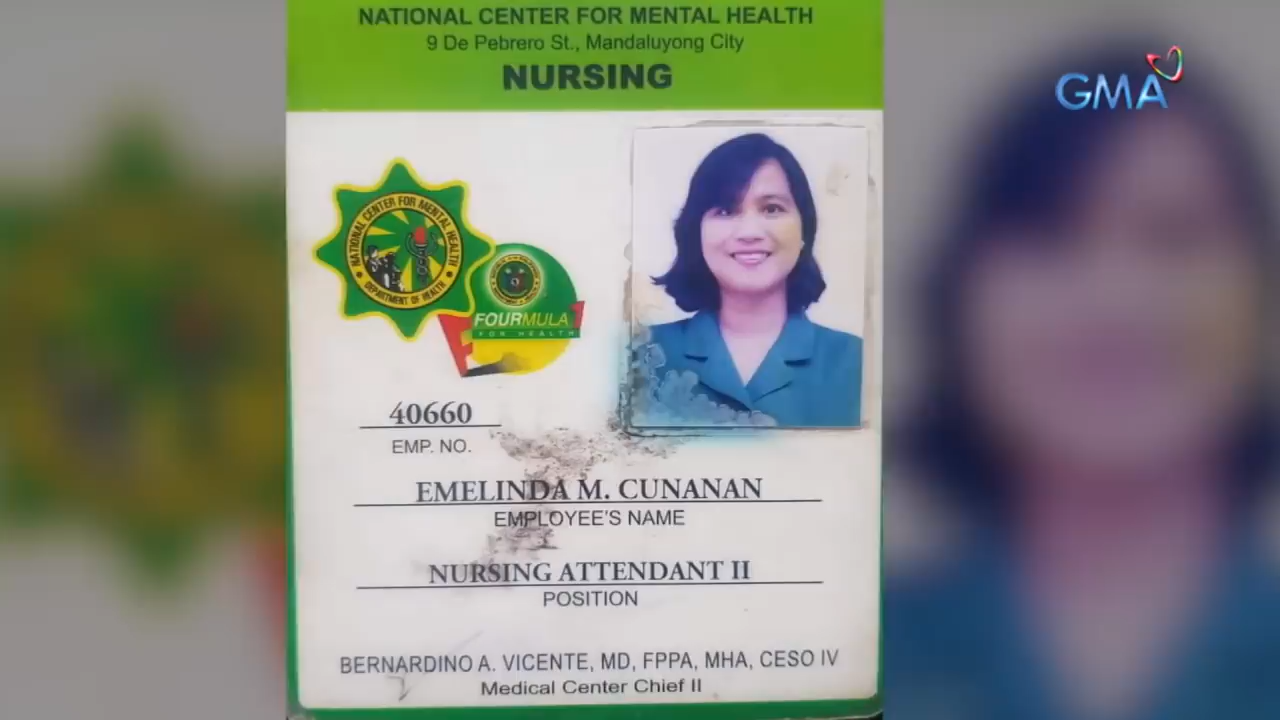 NATIONAL CENTER FOR MENTAL HEALTH
9 De Pebrero St., Mandaluyong City
NURSING
GMA
NATIONAL CENTER FOR MENTAL HEALTH
DEPARTMENT OF HEALTH
FOURMULA 1
FOR HEALTH
40660
EMP. NO.
EMELINDA M. CUNANAN
EMPLOYEE'S NAME
NURSING ATTENDANT II
POSITION
BERNARDINO A. VICENTE, MD, FPPA, MHA, CESO IV
Medical Center Chief II